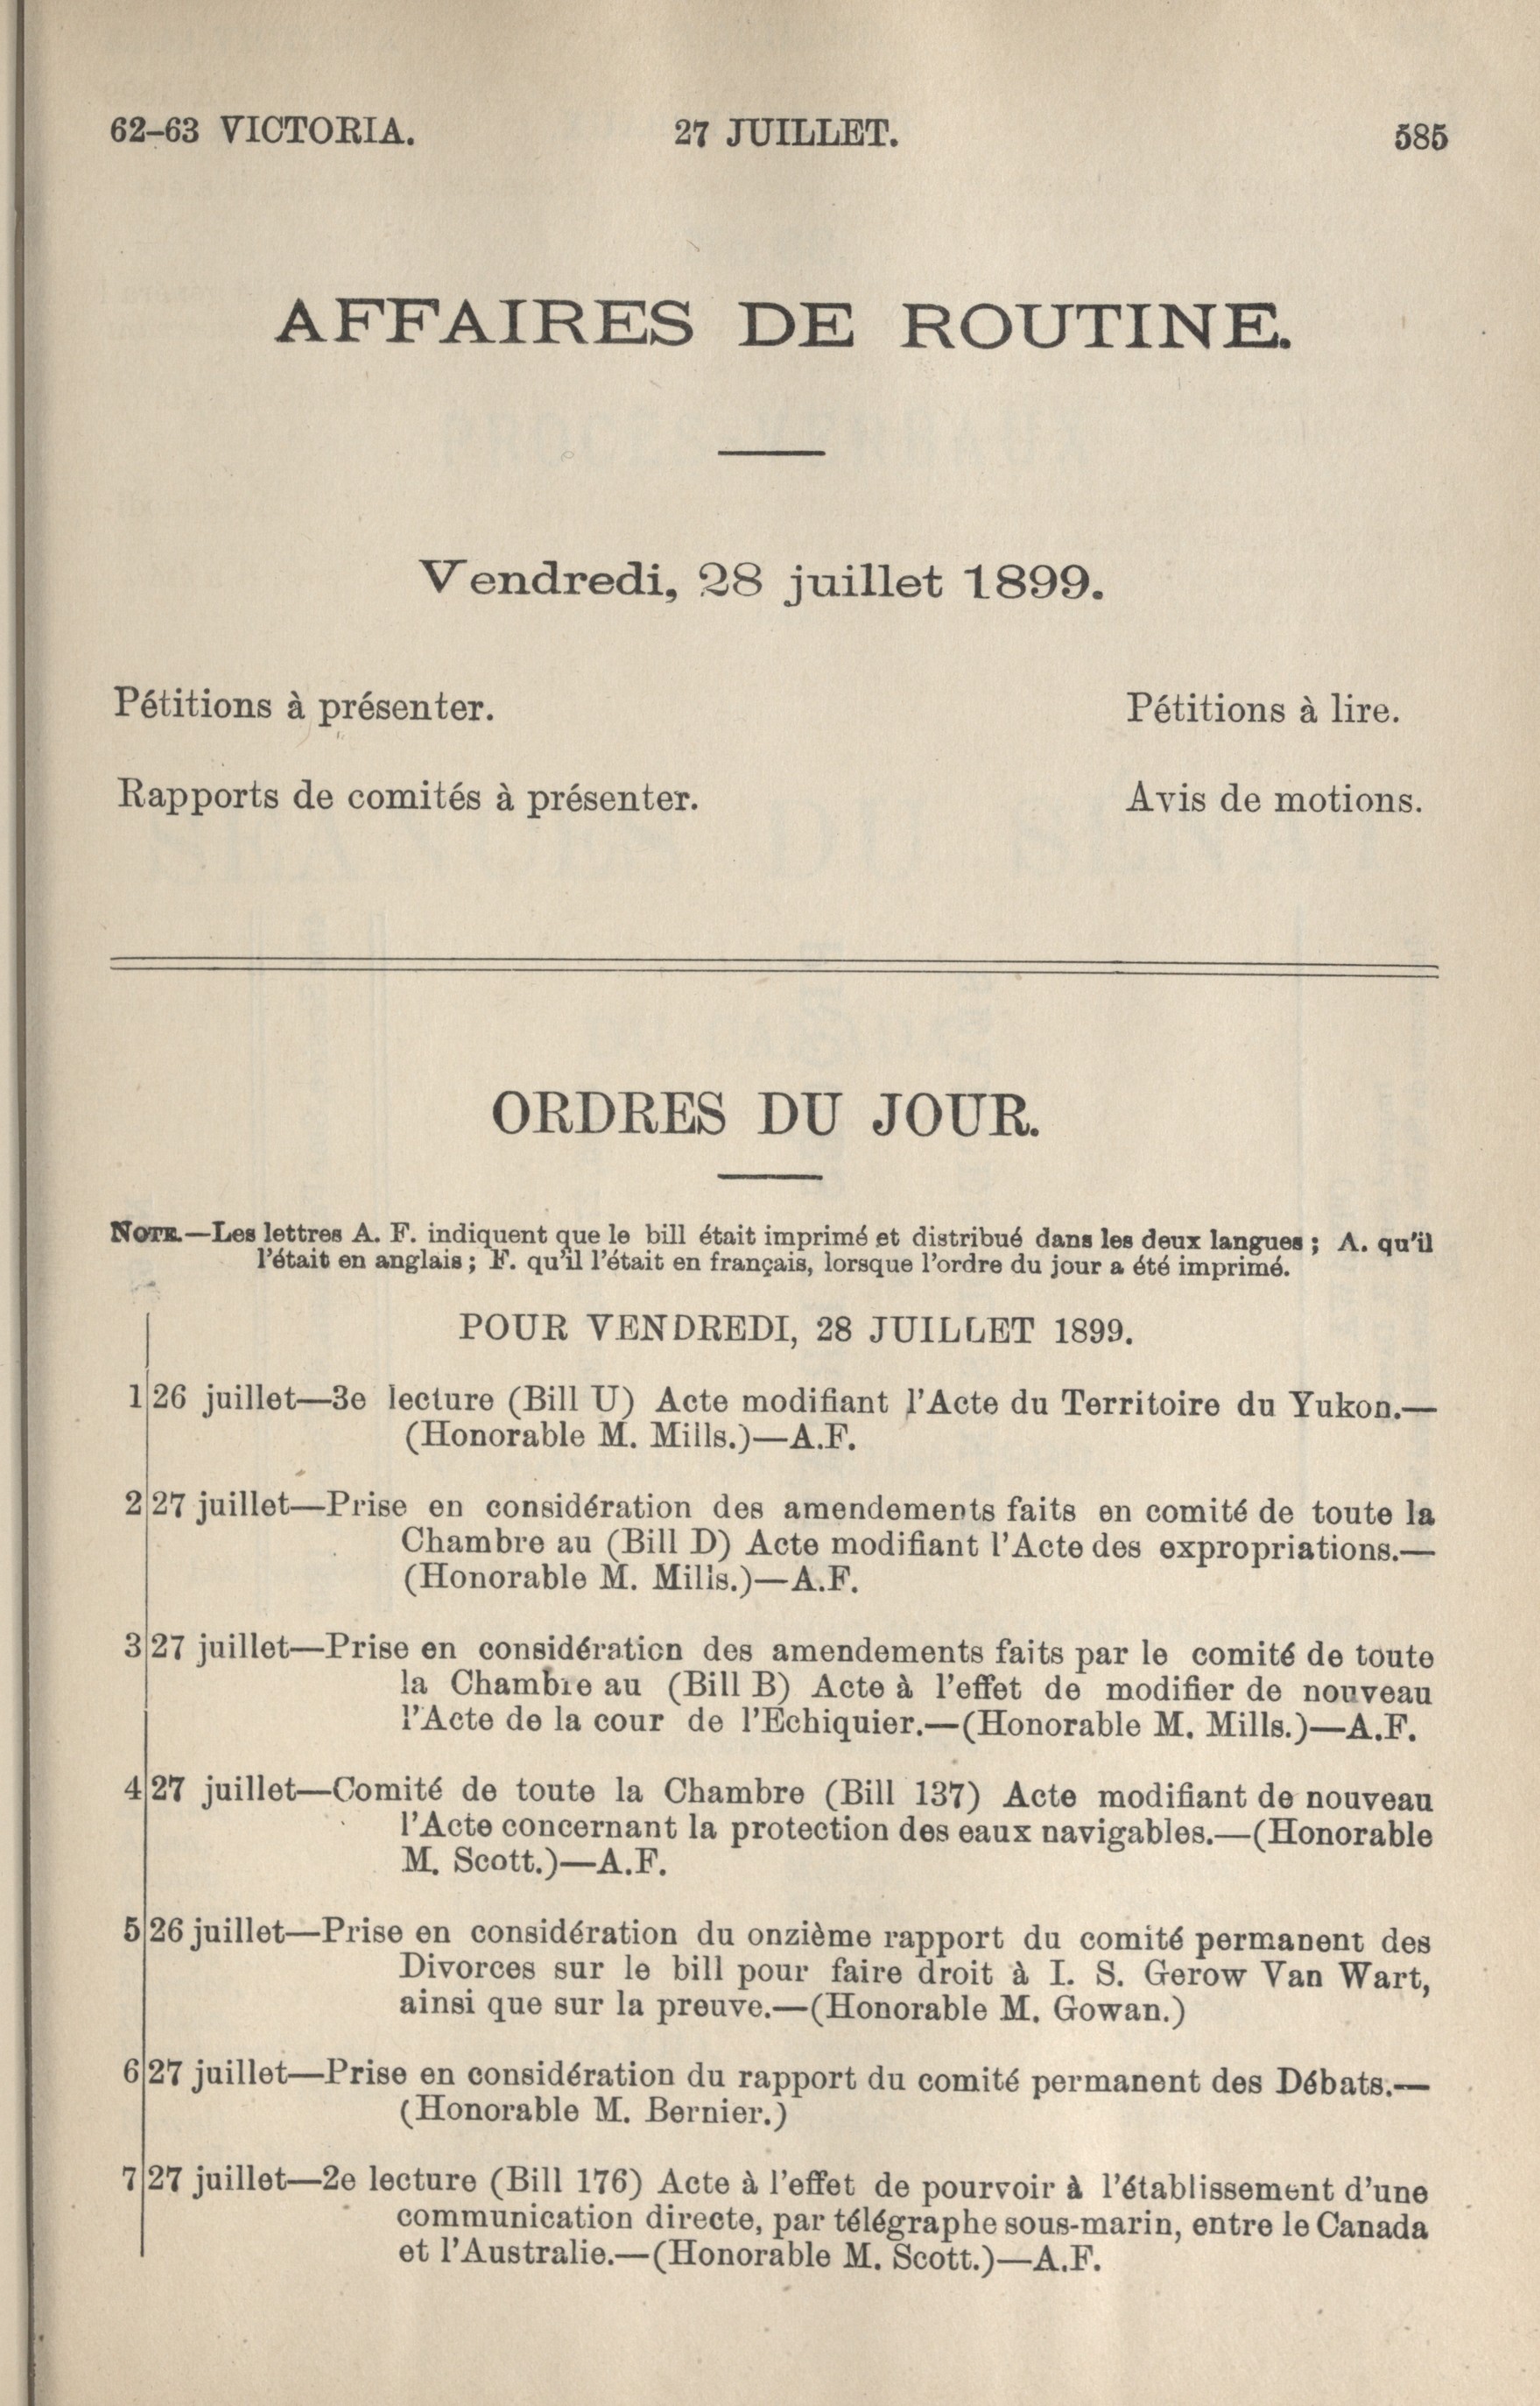 62-63 VICTORIA. 27 JUILLET. 585
AFFAIRES DE ROUTINE.
Vendredi, 28 juillet 1899.
Pétitions à présenter. Pétitions à lire.
Rapports de comités à présenter. Avis de motions.
ORDRES DU JOUR.
NOTE.—Les lettres A. F. indiquent que le bill était imprimé et distribué dans les deux langues ; A. qu'il
l'était en anglais ; F. qu'il l'était en français, lorsque l'ordre du jour a été imprimé.
POUR VENDREDI, 28 JUILLET 1899.
1 26 juillet—3e lecture (Bill U) Acte modifiant l'Acte du Territoire du Yukon.—
(Honorable M. Mills.)—A.F.
2 27 juillet—Prise en considération des amendements faits en comité de toute la
Chambre au (Bill D) Acte modifiant l'Acte des expropriations.—
(Honorable M. Mills.)—A.F.
3 27 juillet—Prise en considération des amendements faits par le comité de toute
la Chambre au (Bill B) Acte à l'effet de modifier de nouveau
l'Acte de la cour de l'Echiquier.—(Honorable M. Mills.)—A.F.
4 27 juillet—Comité de toute la Chambre (Bill 137) Acte modifiant de nouveau
l'Acte concernant la protection des eaux navigables.—(Honorable
M. Scott.)—A.F.
5 26 juillet—Prise en considération du onzième rapport du comité permanent des
Divorces sur le bill pour faire droit à I. S. Gerow Van Wart,
ainsi que sur la preuve.—(Honorable M. Gowan.)
6 27 juillet—Prise en considération du rapport du comité permanent des Débats.—
(Honorable M. Bernier.)
7 27 juillet—2e lecture (Bill 176) Acte à l'effet de pourvoir à l'établissement d'une
communication directe, par télégraphe sous-marin, entre le Canada
et l'Australie.—(Honorable M. Scott.)—A.F.